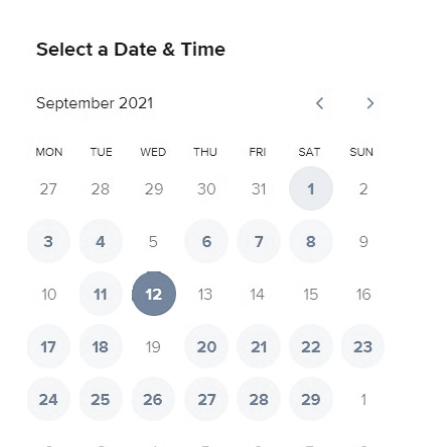 Select a Date & Time
September 2021
MON TUE WED THU FRI SAT SUN
27 28 29 30 31 1 2
3 4 5 6 7 8 9
10 11 12 13 14 15 16
17 18 19 20 21 22 23
24 25 26 27 28 29 1